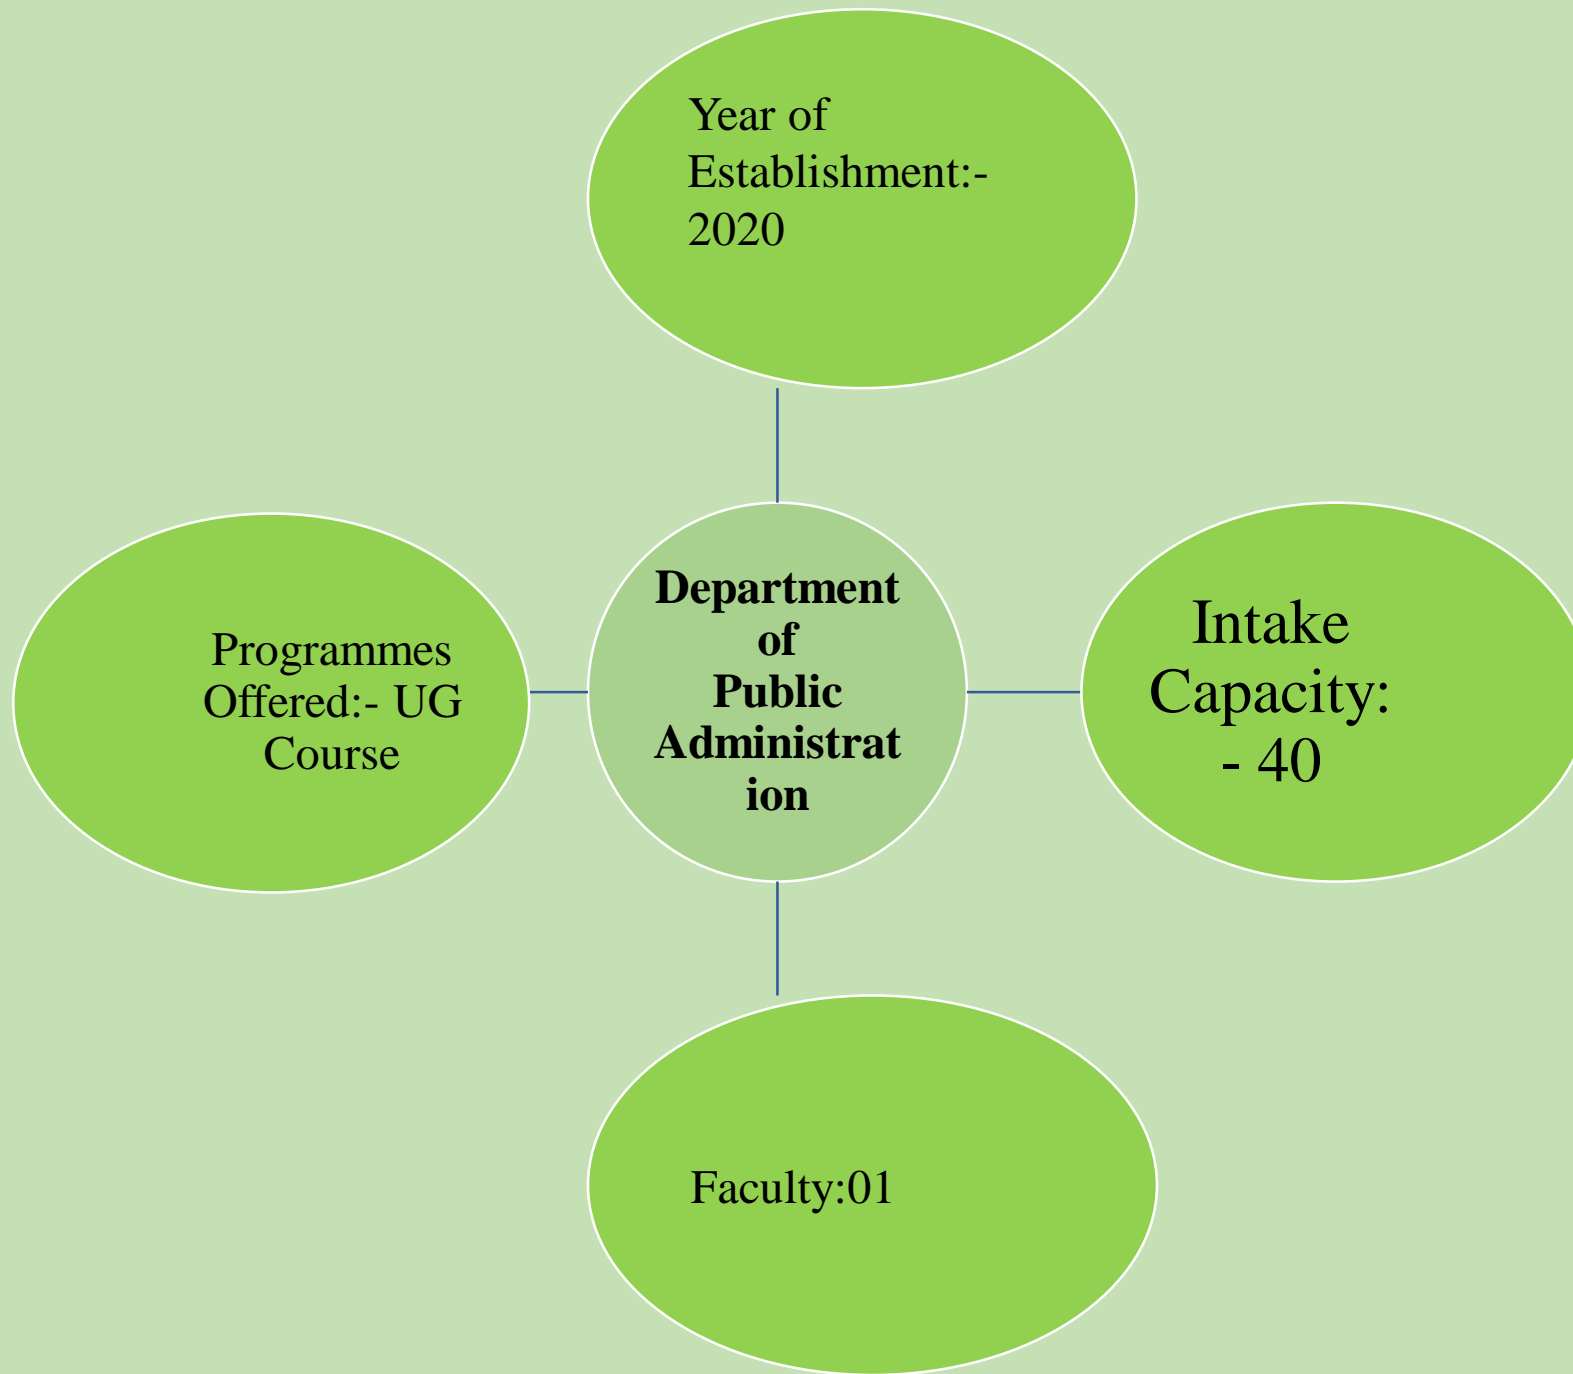 Year of
Establishment:-
2020
Programmes
Offered:- UG
Course
Department
of
Public
Administrat
ion
Intake
Capacity:
- 40
Faculty:01